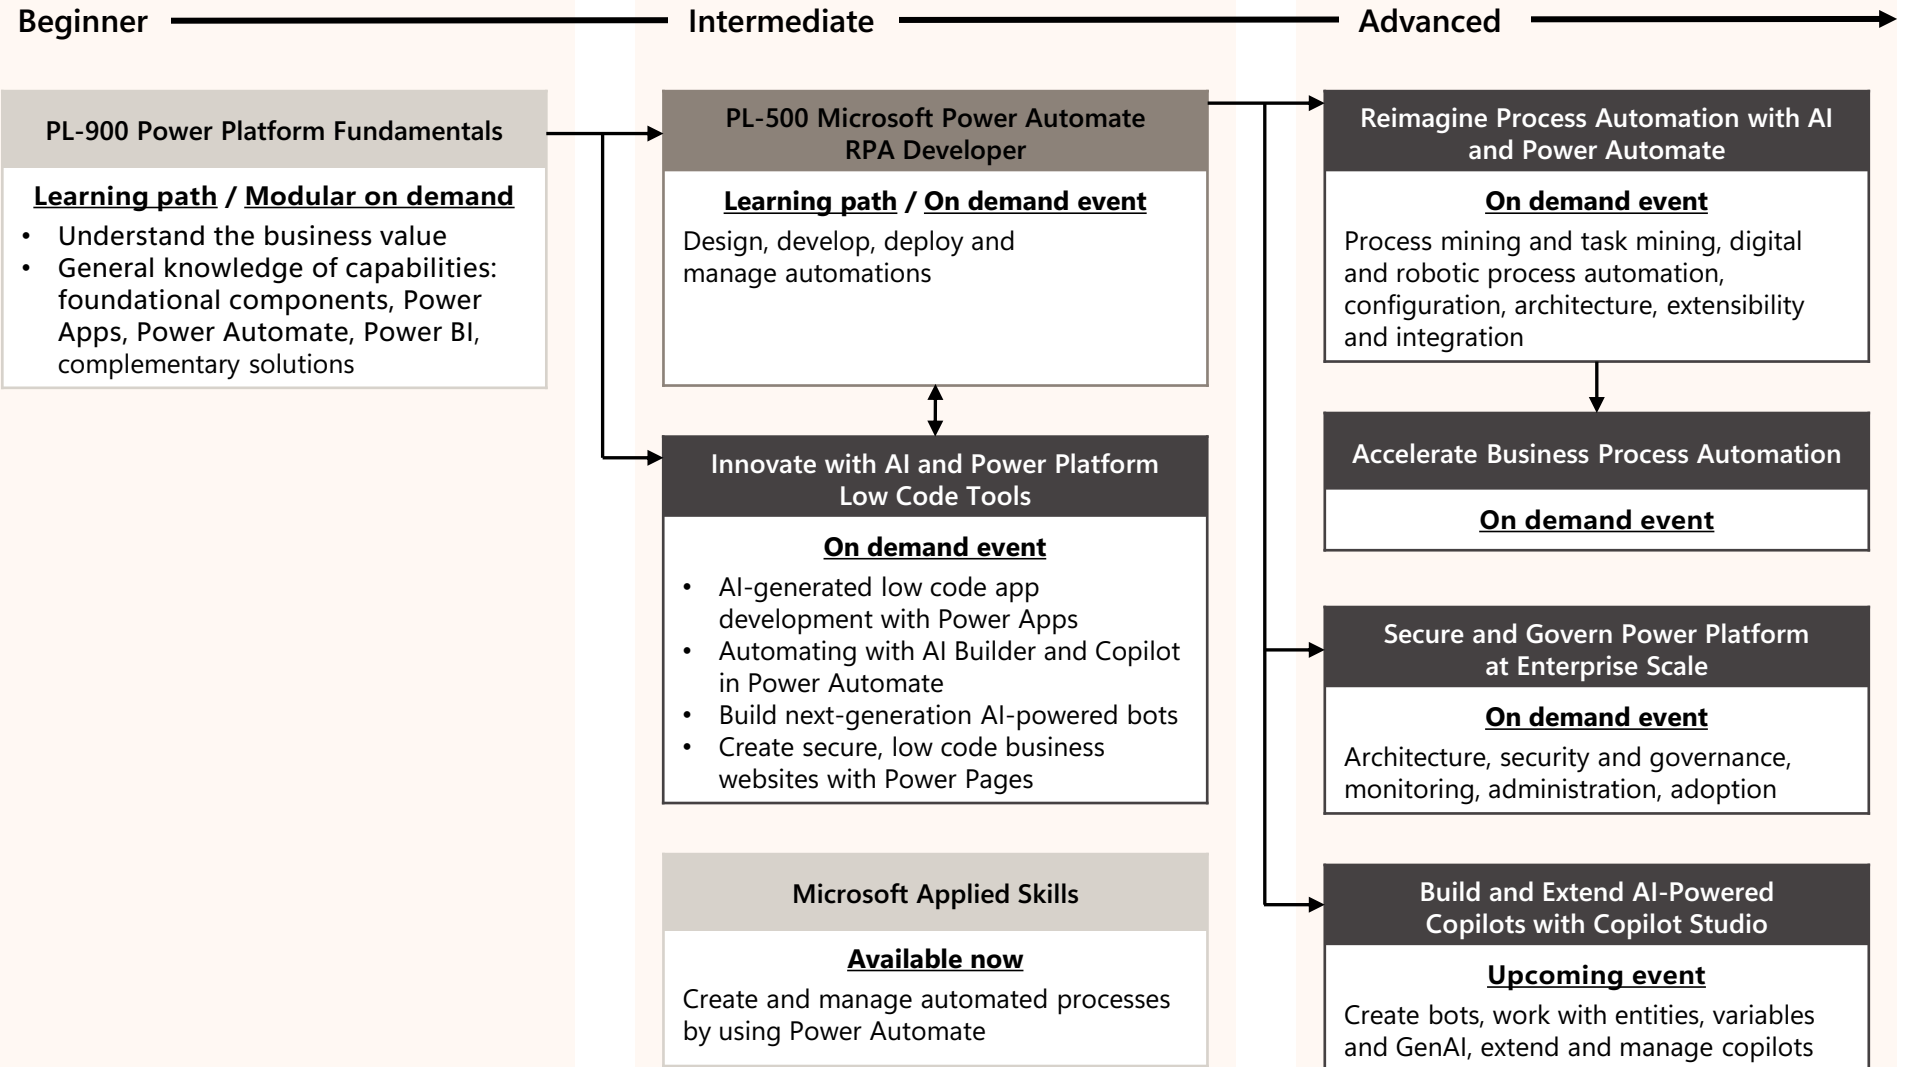 Beginner
Intermediate
Advanced
PL-900 Power Platform Fundamentals
Learning path / Modular on demand
• Understand the business value
• General knowledge of capabilities:
foundational components, Power
Apps, Power Automate, Power BI,
complementary solutions
PL-500 Microsoft Power Automate
RPA Developer
Learning path / On demand event
Design, develop, deploy and
manage automations
Innovate with AI and Power Platform
Low Code Tools
On demand event
• AI-generated low code app
development with Power Apps
• Automating with AI Builder and Copilot
in Power Automate
• Build next-generation AI-powered bots
• Create secure, low code business
websites with Power Pages
Microsoft Applied Skills
Available now
Create and manage automated processes
by using Power Automate
Reimagine Process Automation with AI
and Power Automate
On demand event
Process mining and task mining, digital
and robotic process automation,
configuration, architecture, extensibility
and integration
Accelerate Business Process Automation
On demand event
Secure and Govern Power Platform
at Enterprise Scale
On demand event
Architecture, security and governance,
monitoring, administration, adoption
Build and Extend AI-Powered
Copilots with Copilot Studio
Upcoming event
Create bots, work with entities, variables
and GenAI, extend and manage copilots